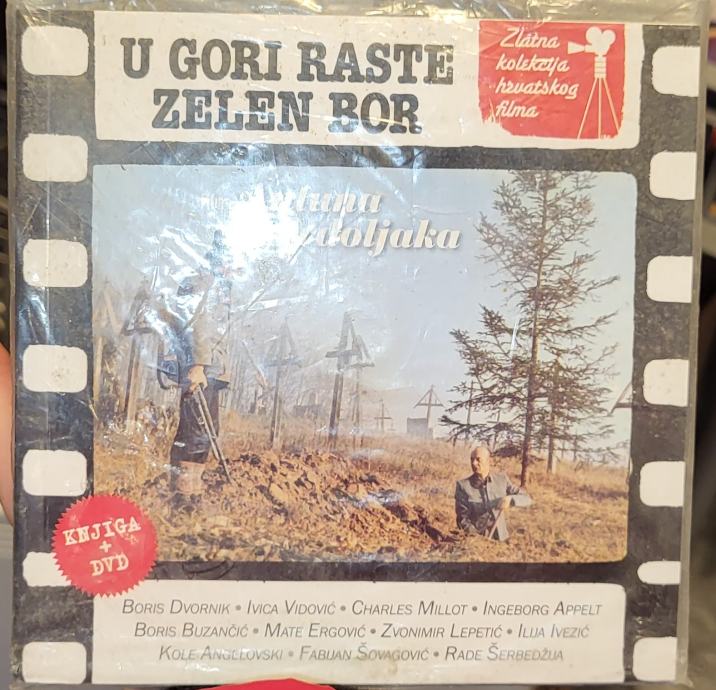 U GORI RASTE
ZELEN BOR
Zlatna
kolekcija
hrvatskog
filma
KNJIGA
+
DVD
BORIS DVORNIK • IVICA VIDOVIĆ • CHARLES MILLOT • INGEBORG APPELT
BORIS BUZANČIĆ • MATE ERGOVIĆ • ZVONIMIR LEPETIĆ • ILIJA IVEZIĆ
KOLE ANGELOVSKI • FABIJAN ŠOVAGOVIĆ • RADE ŠERBEDŽIJA